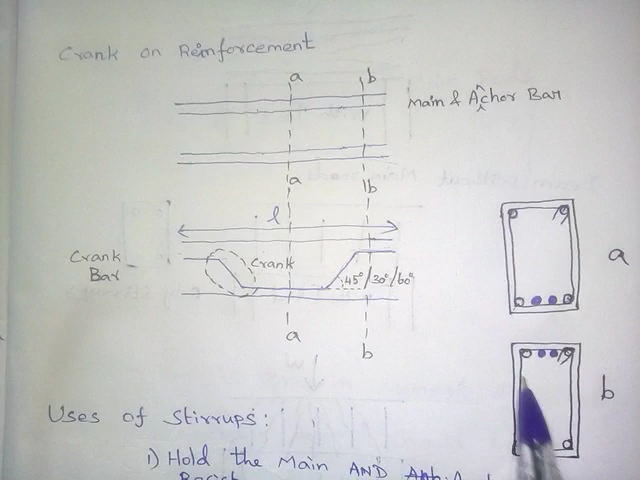 Crank on Reinforcement
a b
Main & Achor Bar
a b
l
Crank Bar
Crank
45°/30°/60°
a
a
b
b
Uses of Stirrups:
1) Hold the Main AND